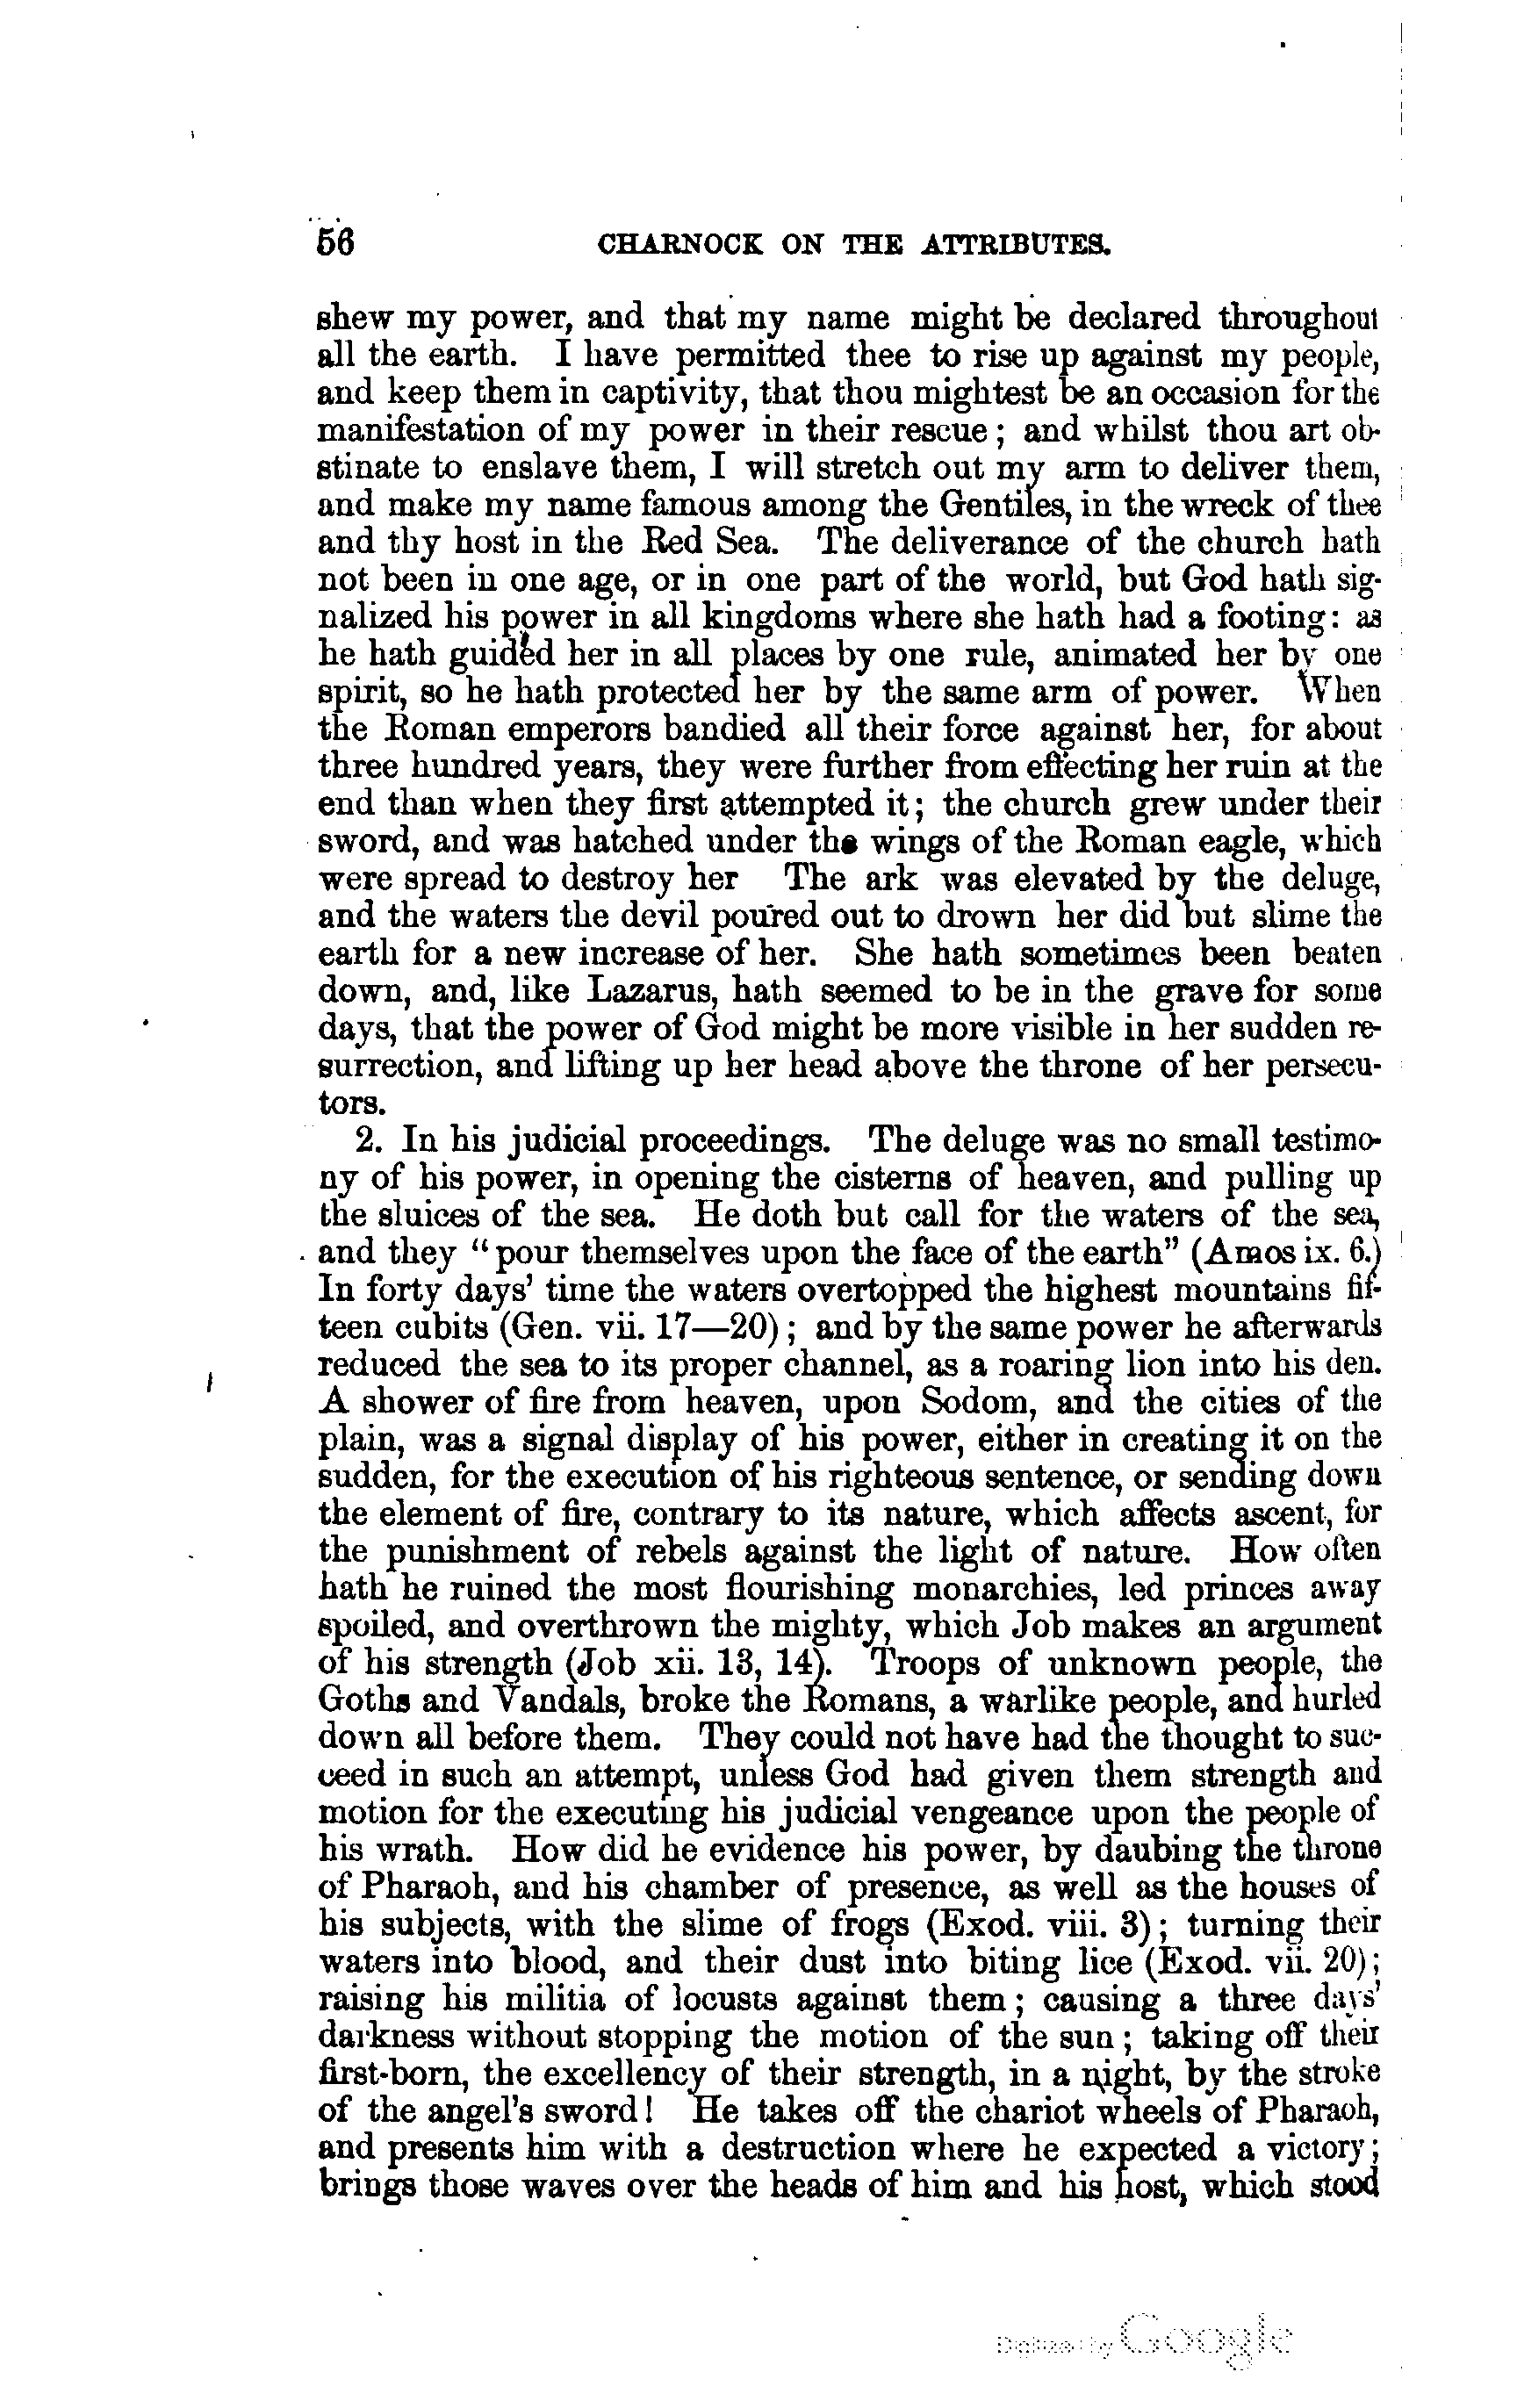 56 CHARNOCK ON THE ATTRIBUTES.
shew my power, and that my name might be declared throughout
all the earth. I have permitted thee to rise up against my people,
and keep them in captivity, that thou mightest be an occasion for the
manifestation of my power in their rescue; and whilst thou art ob-
stinate to enslave them, I will stretch out my arm to deliver them,
and make my name famous among the Gentiles, in the wreck of thee
and thy host in the Red Sea. The deliverance of the church hath
not been in one age, or in one part of the world, but God hath sig-
nalized his power in all kingdoms where she hath had a footing: as
he hath guided her in all places by one rule, animated her by one
spirit, so he hath protected her by the same arm of power. When
the Roman emperors bandied all their force against her, for about
three hundred years, they were further from effecting her ruin at the
end than when they first attempted it; the church grew under their
sword, and was hatched under the wings of the Roman eagle, which
were spread to destroy her The ark was elevated by the deluge,
and the waters the devil poured out to drown her did but slime the
earth for a new increase of her. She hath sometimes been beaten
down, and, like Lazarus, hath seemed to be in the grave for some
days, that the power of God might be more visible in her sudden re-
surrection, and lifting up her head above the throne of her persecu-
tors.
2. In his judicial proceedings. The deluge was no small testimo-
ny of his power, in opening the cisterns of heaven, and pulling up
the sluices of the sea. He doth but call for the waters of the sea,
and they "pour themselves upon the face of the earth" (Amos ix. 6.)
In forty days' time the waters overtopped the highest mountains fif-
teen cubits (Gen. vii. 17—20); and by the same power he afterwards
reduced the sea to its proper channel, as a roaring lion into his den.
A shower of fire from heaven, upon Sodom, and the cities of the
plain, was a signal display of his power, either in creating it on the
sudden, for the execution of his righteous sentence, or sending down
the element of fire, contrary to its nature, which affects ascent, for
the punishment of rebels against the light of nature. How often
hath he ruined the most flourishing monarchies, led princes away
spoiled, and overthrown the mighty, which Job makes an argument
of his strength (Job xii. 13, 14). Troops of unknown people, the
Goths and Vandals, broke the Romans, a warlike people, and hurled
down all before them. They could not have had the thought to suc-
ceed in such an attempt, unless God had given them strength and
motion for the executing his judicial vengeance upon the people of
his wrath. How did he evidence his power, by daubing the throne
of Pharaoh, and his chamber of presence, as well as the houses of
his subjects, with the slime of frogs (Exod. viii. 3); turning their
waters into blood, and their dust into biting lice (Exod. vii. 20);
raising his militia of locusts against them; causing a three days'
darkness without stopping the motion of the sun; taking off their
first-born, the excellency of their strength, in a night, by the stroke
of the angel's sword! He takes off the chariot wheels of Pharaoh,
and presents him with a destruction where he expected a victory;
brings those waves over the heads of him and his host, which stood
Digitized by Google